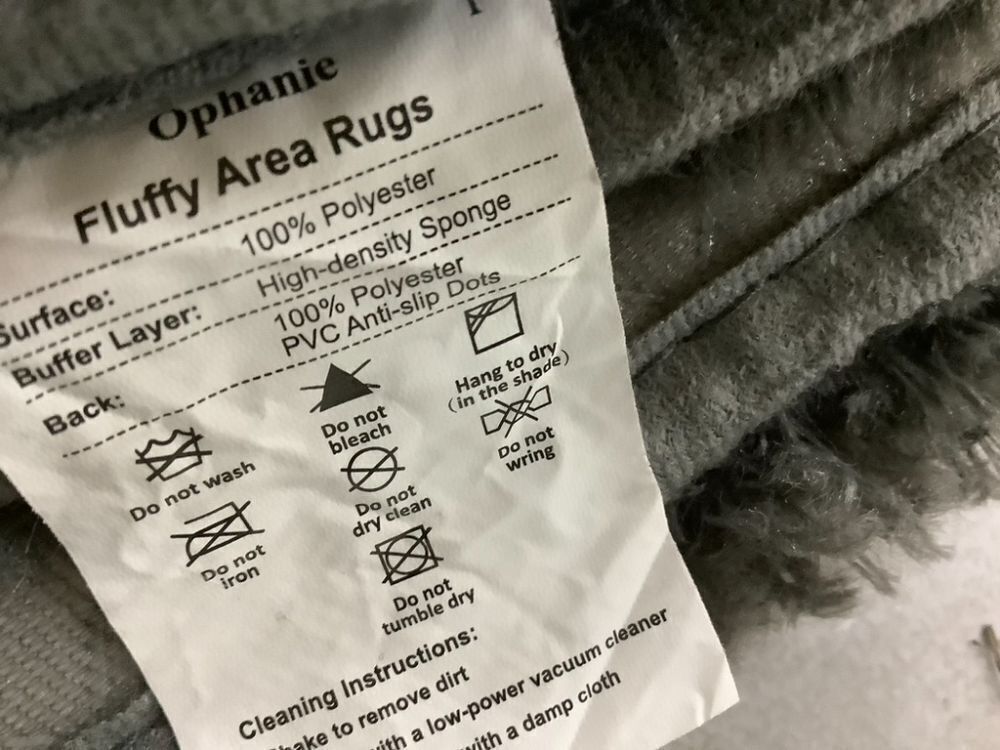 Ophanie
Fluffy Area Rugs
Surface: 100% Polyester
Buffer Layer: High-density Sponge
Back: 100% Polyester
PVC Anti-slip Dots
Do not wash
Do not
bleach
Hang to dry
(in the shade)
Do not
iron
Do not
dry clean
Do not
wring
Do not
tumble dry
Cleaning Instructions:
to remove dirt
with a low-power vacuum cleaner
with a damp cloth